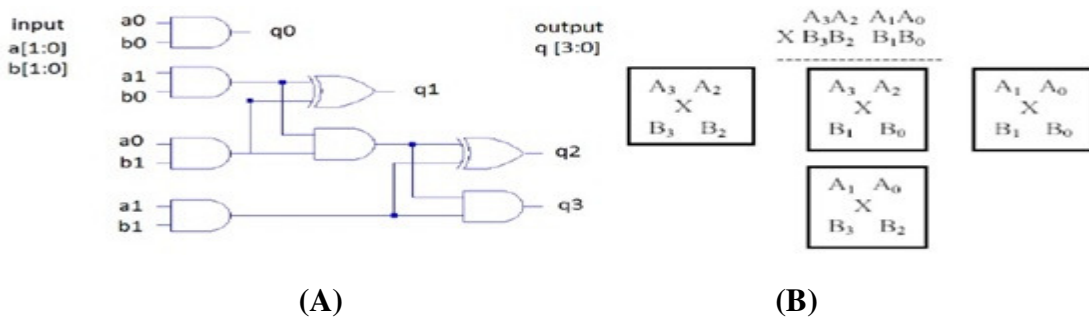 input
a[1:0]
b[1:0]
a0
b0
q0
a1
b0
q1
a0
b1
q2
a1
b1
q3
output
q [3:0]
A₃A₂ A₁A₀
X B₃B₂ B₁B₀
A₃ A₂
X
B₃ B₂
A₃ A₂
X
B₁ B₀
A₁ A₀
X
B₁ B₀
A₁ A₀
X
B₃ B₂
(A) (B)